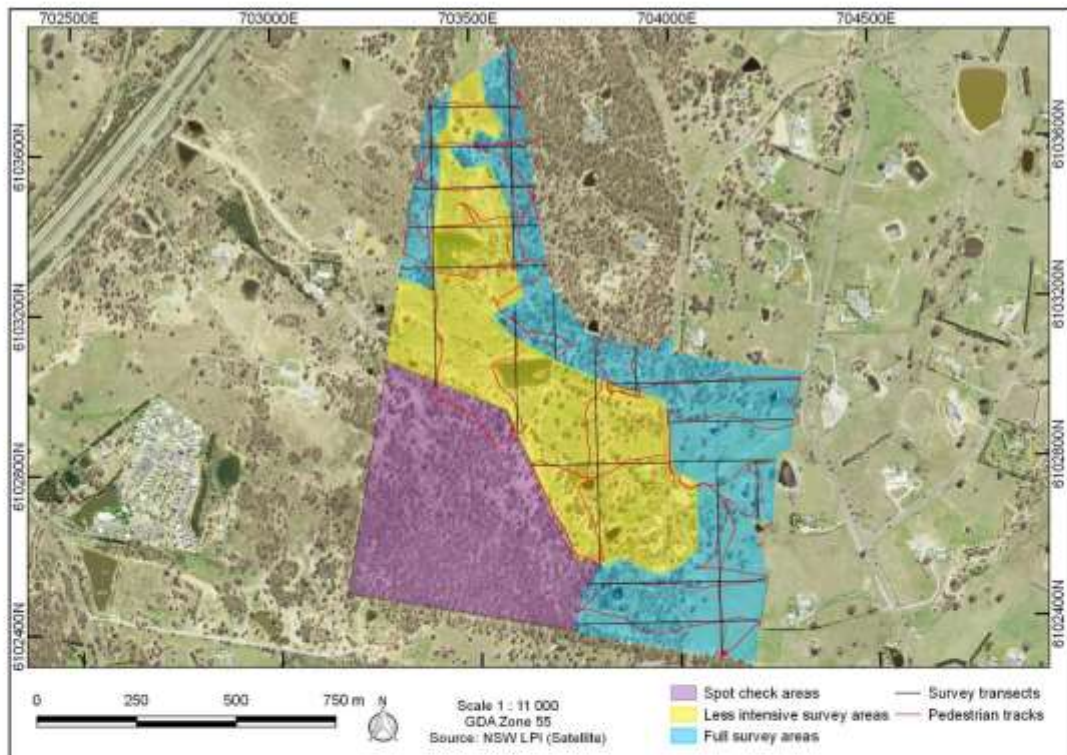 702500E 703000E 703500E 704000E 704500E
6103600N 6103600N
6103200N 6103200N
6102800N 6102800N
6102400N 6102400N
0 250 500 750 m
N
Scale 1 : 11 000
GDA Zone 55
Source: NSW LPI (Satellite)
Spot check areas
Less intensive survey areas
Full survey areas
Survey transects
Pedestrian tracks